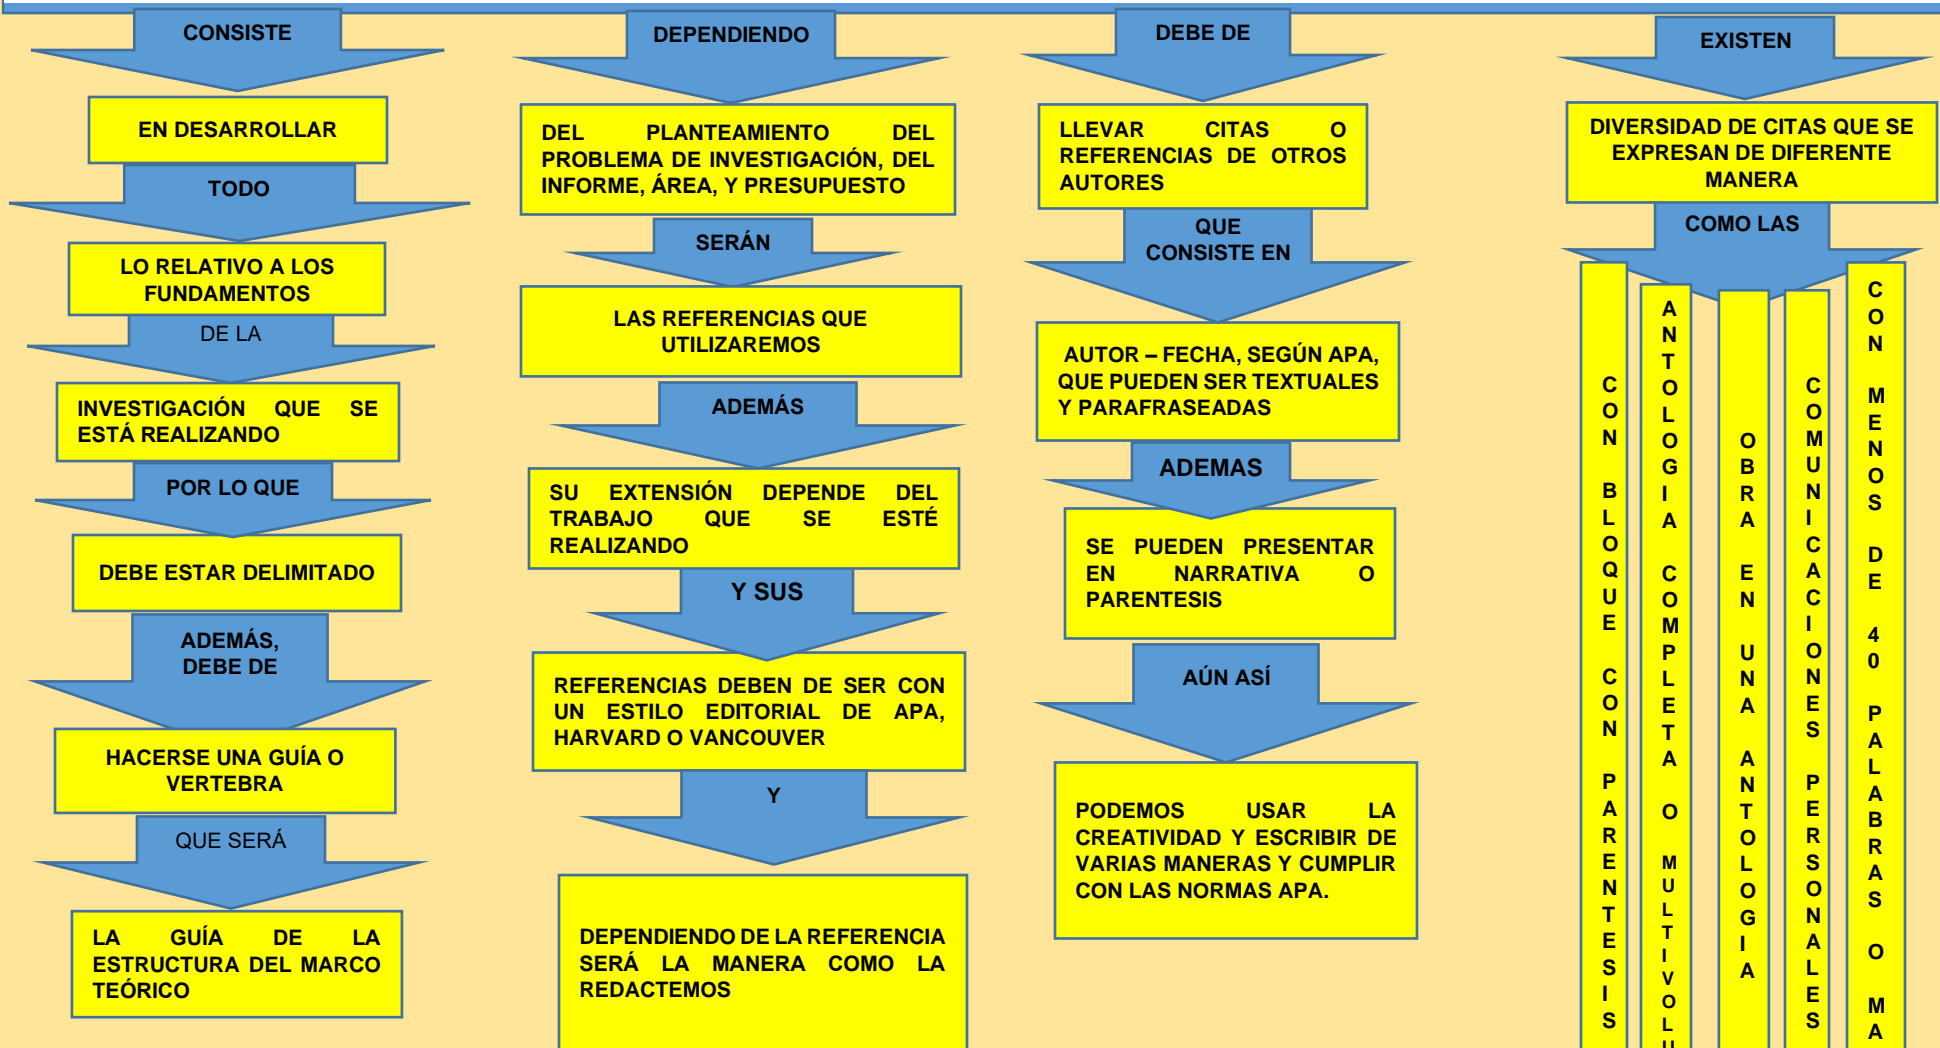 CONSISTE
EN DESARROLLAR
TODO
LO RELATIVO A LOS
FUNDAMENTOS
DE LA
INVESTIGACIÓN QUE SE
ESTÁ REALIZANDO
POR LO QUE
DEBE ESTAR DELIMITADO
ADEMÁS,
DEBE DE
HACERSE UNA GUÍA O
VERTEBRA
QUE SERÁ
LA GUÍA DE LA
ESTRUCTURA DEL MARCO
TEÓRICO
DEPENDIENDO
DEL PLANTEAMIENTO DEL
PROBLEMA DE INVESTIGACIÓN, DEL
INFORME, ÁREA, Y PRESUPUESTO
SERÁN
LAS REFERENCIAS QUE
UTILIZAREMOS
ADEMÁS
SU EXTENSIÓN DEPENDE DEL
TRABAJO QUE SE ESTÉ
REALIZANDO
Y SUS
REFERENCIAS DEBEN DE SER CON
UN ESTILO EDITORIAL DE APA,
HARVARD O VANCOUVER
Y
DEPENDIENDO DE LA REFERENCIA
SERÁ LA MANERA COMO LA
REDACTEMOS
DEBE DE
LLEVAR CITAS O
REFERENCIAS DE OTROS
AUTORES
QUE
CONSISTE EN
AUTOR – FECHA, SEGÚN APA,
QUE PUEDEN SER TEXTUALES
Y PARAFRASEADAS
ADEMAS
SE PUEDEN PRESENTAR
EN NARRATIVA O
PARENTESIS
AÚN ASÍ
PODEMOS USAR LA
CREATIVIDAD Y ESCRIBIR DE
VARIAS MANERAS Y CUMPLIR
CON LAS NORMAS APA.
EXISTEN
DIVERSIDAD DE CITAS QUE SE
EXPRESAN DE DIFERENTE
MANERA
COMO LAS
CON BLOQUE CON PARENTESIS
ANTOLOGIA COMPLETA O MULTIVOLU
OBRA EN UNA ANTOLOGIA
COMUNICACIONES PERSONALES
CON MENOS DE 40 PALABRAS O MA